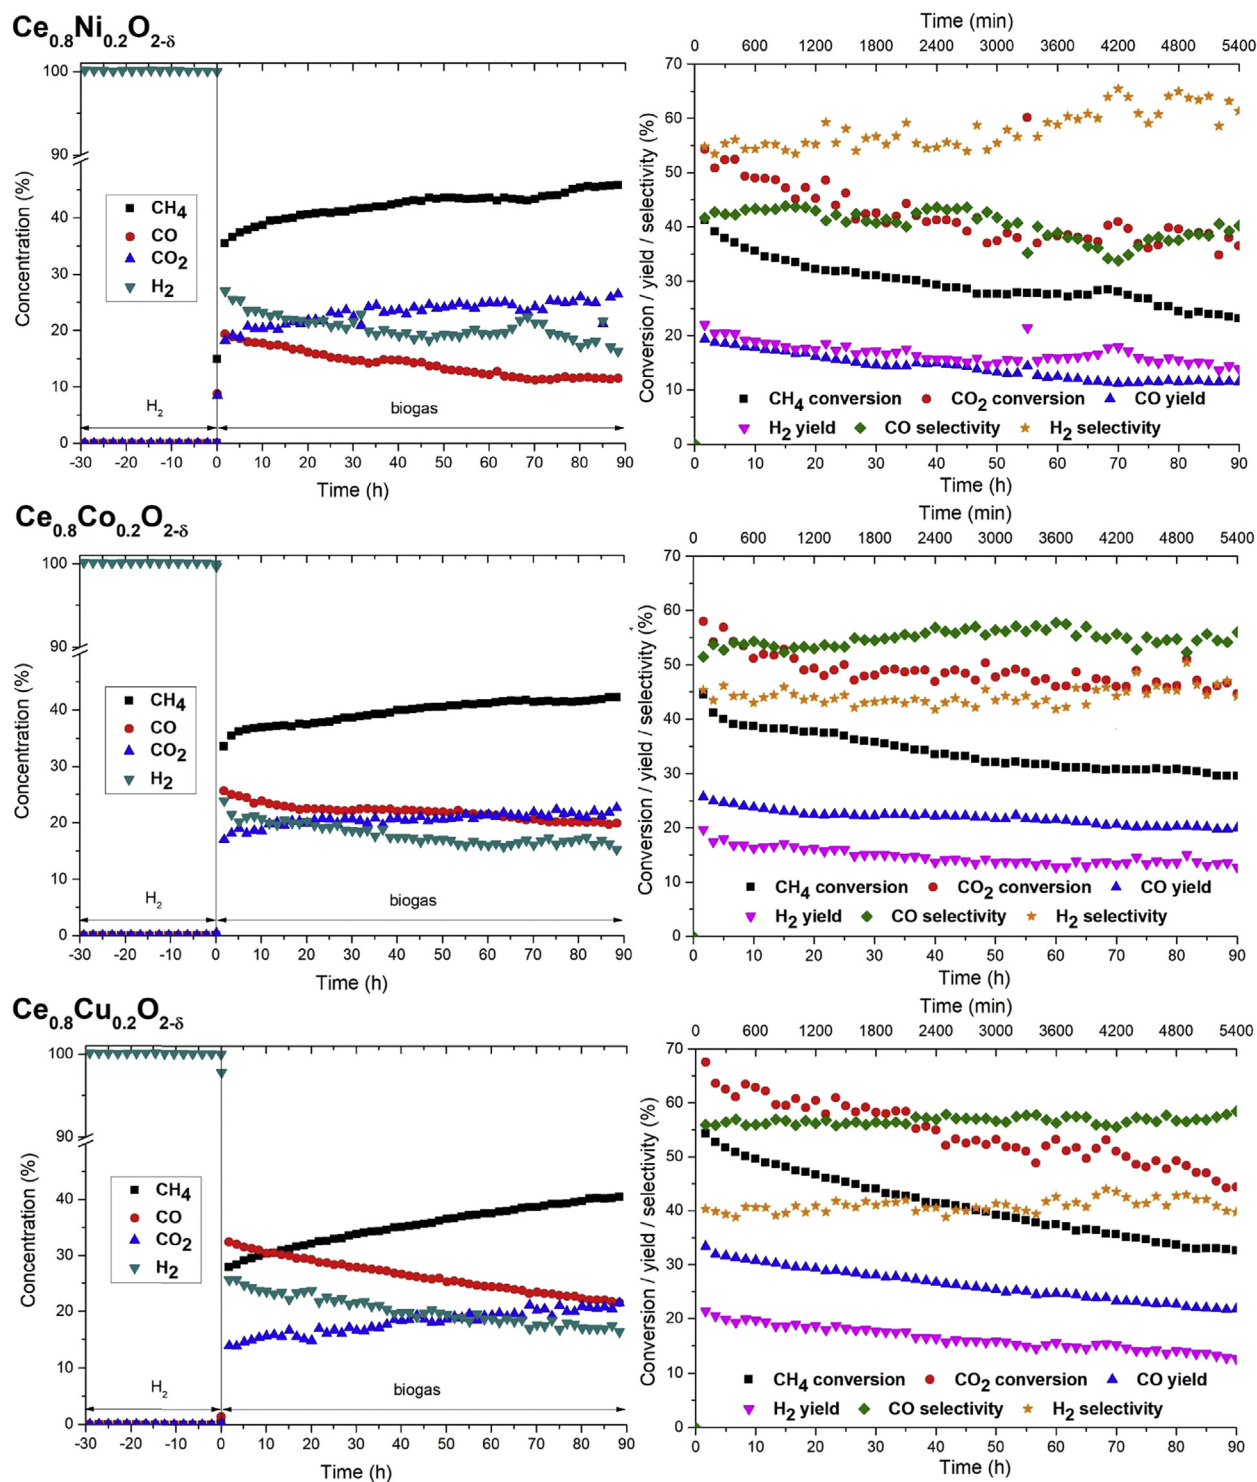 Ce0.8Ni0.2O2-δ
Time (min)
0 600 1200 1800 2400 3000 3600 4200 4800 5400
100
90
40
30
20
10
0
Concentration (%)
CH4
CO
CO2
H2
H2
biogas
-30 -20 -10 0 10 20 30 40 50 60 70 80 90
Time (h)
70
60
50
40
30
20
10
0
Conversion / yield / selectivity (%)
CH4 conversion CO2 conversion CO yield
H2 yield CO selectivity H2 selectivity
0 10 20 30 40 50 60 70 80 90
Time (h)
Ce0.8Co0.2O2-δ
Time (min)
0 600 1200 1800 2400 3000 3600 4200 4800 5400
100
90
40
30
20
10
0
Concentration (%)
CH4
CO
CO2
H2
H2
biogas
-30 -20 -10 0 10 20 30 40 50 60 70 80 90
Time (h)
70
60
50
40
30
20
10
0
Conversion / yield / selectivity (%)
CH4 conversion CO2 conversion CO yield
H2 yield CO selectivity H2 selectivity
0 10 20 30 40 50 60 70 80 90
Time (h)
Ce0.8Cu0.2O2-δ
Time (min)
0 600 1200 1800 2400 3000 3600 4200 4800 5400
100
90
40
30
20
10
0
Concentration (%)
CH4
CO
CO2
H2
H2
biogas
-30 -20 -10 0 10 20 30 40 50 60 70 80 90
Time (h)
70
60
50
40
30
20
10
0
Conversion / yield / selectivity (%)
CH4 conversion CO2 conversion CO yield
H2 yield CO selectivity H2 selectivity
0 10 20 30 40 50 60 70 80 90
Time (h)